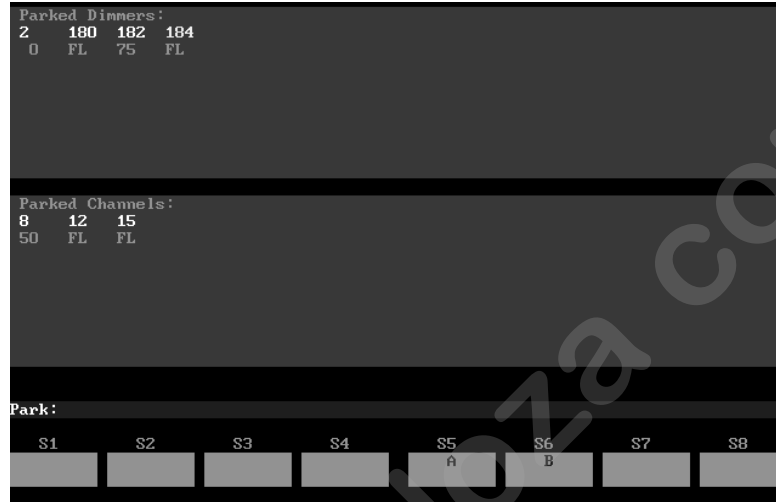 Parked Dimmers:
2 180 182 184
0 FL 75 FL
Parked Channels:
8 12 15
50 FL FL
Park:
S1 S2 S3 S4 S5 S6 S7 S8
A B